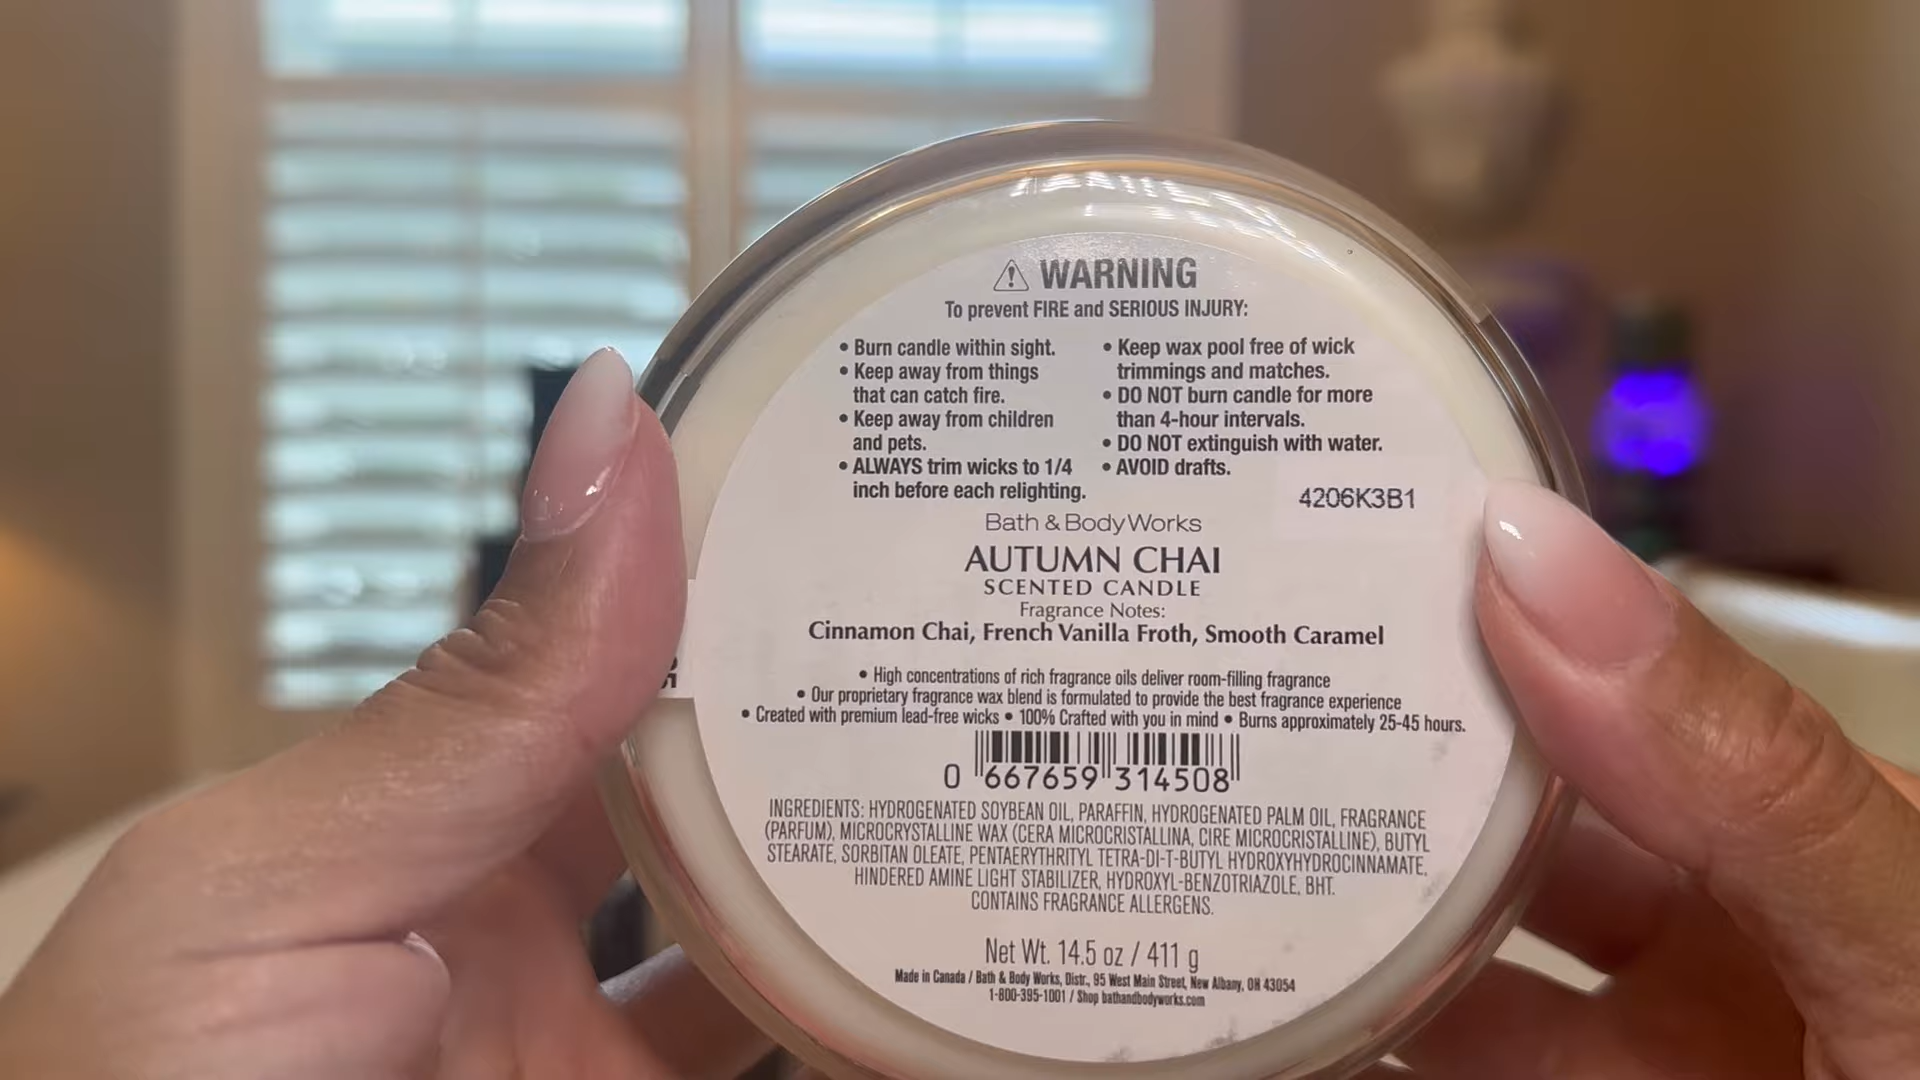 WARNING
To prevent FIRE and SERIOUS INJURY:
• Burn candle within sight.
• Keep away from things
that can catch fire.
• Keep away from children
and pets.
• ALWAYS trim wicks to 1/4
inch before each relighting.
• Keep wax pool free of wick
trimmings and matches.
• DO NOT burn candle for more
than 4-hour intervals.
• DO NOT extinguish with water.
• AVOID drafts.
4206K3B1
Bath & Body Works
AUTUMN CHAI
SCENTED CANDLE
Fragrance Notes:
Cinnamon Chai, French Vanilla Froth, Smooth Caramel
• High concentrations of rich fragrance oils deliver room-filling fragrance
• Our proprietary fragrance wax blend is formulated to provide the best fragrance experience
• Created with premium lead-free wicks • 100% Crafted with you in mind • Burns approximately 25-45 hours.
0 667659 314508
INGREDIENTS: HYDROGENATED SOYBEAN OIL, PARAFFIN, HYDROGENATED PALM OIL, FRAGRANCE
(PARFUM), MICROCRYSTALLINE WAX (CERA MICROCRISTALLINA, CIRE MICROCRISTALLINE), BUTYL
STEARATE, SORBITAN OLEATE, PENTAERYTHRITYL TETRA-DI-T-BUTYL HYDROXYHYDROCINNAMATE,
HINDERED AMINE LIGHT STABILIZER, HYDROXYL-BENZOTRIAZOLE, BHT.
CONTAINS FRAGRANCE ALLERGENS.
Net Wt. 14.5 oz / 411 g
Made in Canada / Bath & Body Works, Distr., 95 West Main Street, New Albany, OH 43054
1-800-395-1001 / Shop bathandbodyworks.com